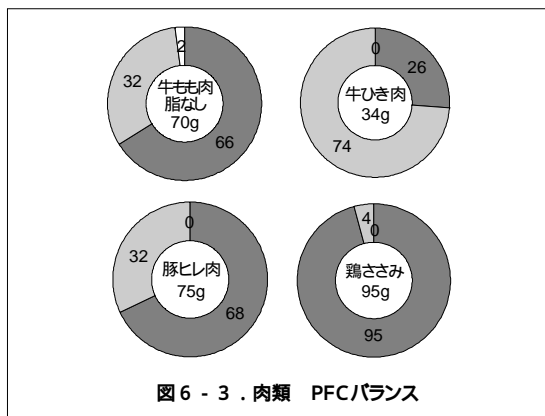 2
32
牛もも肉
脂なし
70g
66
0
26
牛ひき肉
34g
74
0
32
豚ヒレ肉
75g
68
4
0
鶏ささみ
95g
95
図6-3.肉類 PFCバランス